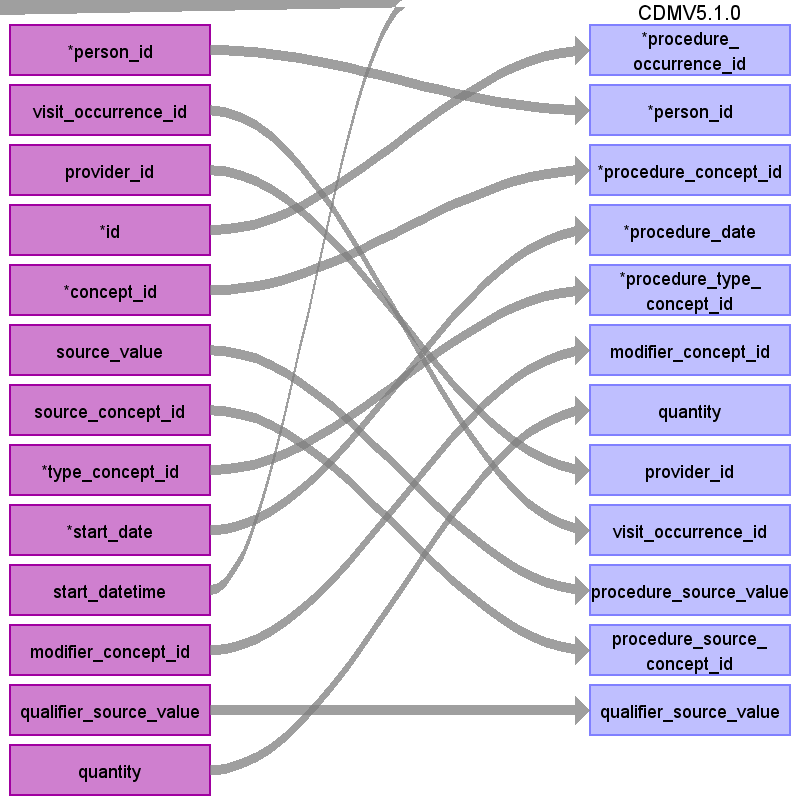 CDMV5.1.0
*person_id
visit_occurrence_id
provider_id
*id
*concept_id
source_value
source_concept_id
*type_concept_id
*start_date
start_datetime
modifier_concept_id
qualifier_source_value
quantity
*procedure_
occurrence_id
*person_id
*procedure_concept_id
*procedure_date
*procedure_type_
concept_id
modifier_concept_id
quantity
provider_id
visit_occurrence_id
procedure_source_value
procedure_source_
concept_id
qualifier_source_value